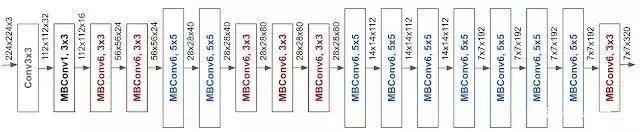 224x224x3
Conv3x3
112x112x32
MBConv1, 3x3
112x112x16
MBConv6, 3x3
56x56x24
MBConv6, 3x3
56x56x24
MBConv6, 5x5
28x28x40
MBConv6, 5x5
28x28x40
MBConv6, 3x3
28x28x80
MBConv6, 3x3
28x28x80
MBConv6, 3x3
28x28x80
MBConv6, 5x5
14x14x112
MBConv6, 5x5
14x14x112
MBConv6, 5x5
14x14x112
MBConv6, 5x5
7x7x192
MBConv6, 5x5
7x7x192
MBConv6, 5x5
7x7x192
MBConv6, 5x5
7x7x192
MBConv6, 3x3
7x7x320